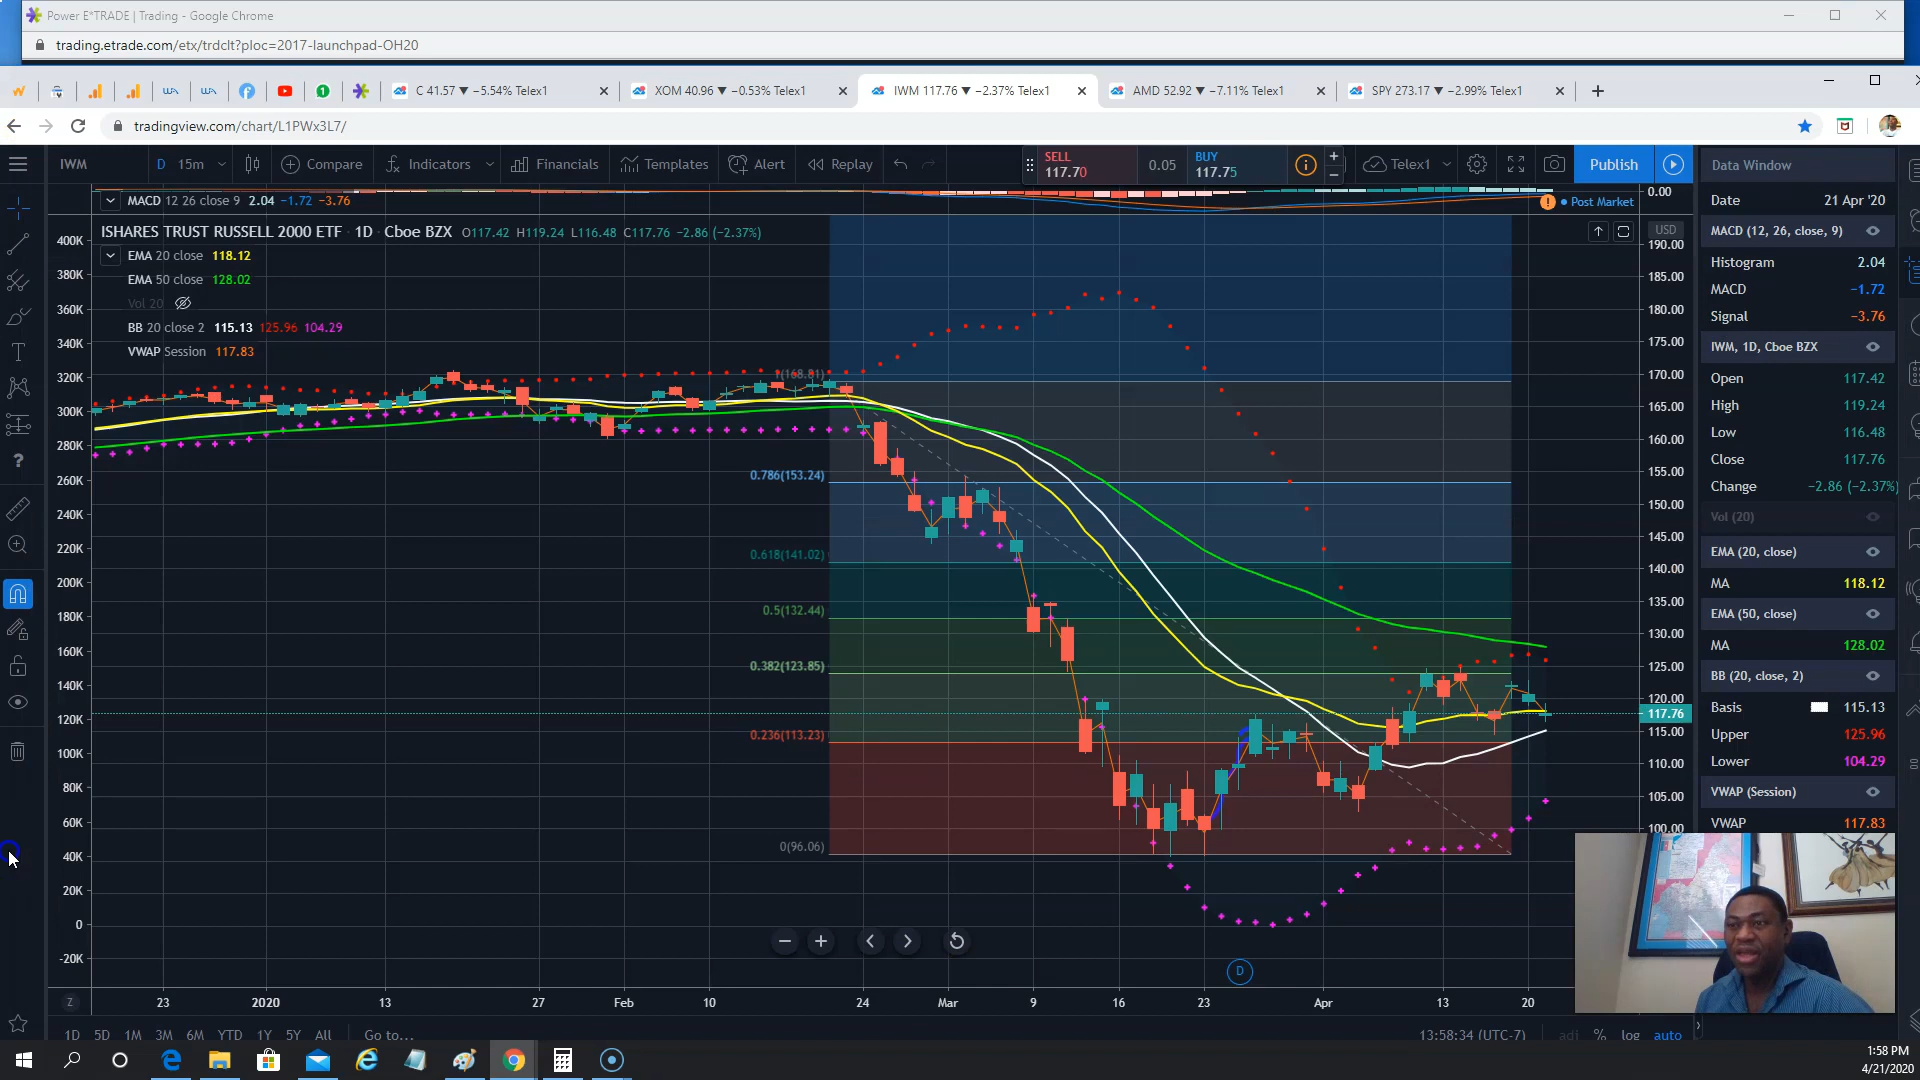 Power E*TRADE | Trading - Google Chrome
trading.etrade.com/etx/trdclt?ploc=2017-launchpad-OH20
C 41.57 ▼ −5.54% Telex1
XOM 40.96 ▼ −0.53% Telex1
IWM 117.76 ▼ −2.37% Telex1
AMD 52.92 ▼ −7.11% Telex1
SPY 273.17 ▼ −2.99% Telex1
tradingview.com/chart/L1PWx3L7/
IWM
D 15m
Compare
Indicators
Financials
Templates
Alert
Replay
SELL
117.70
0.05
BUY
117.75
Telex1
Publish
MACD 12 26 close 9 2.04 −1.72 −3.76
0.00
Post Market
ISHARES TRUST RUSSELL 2000 ETF · 1D · Cboe BZX O117.42 H119.24 L116.48 C117.76 −2.86 (−2.37%)
EMA 20 close 118.12
EMA 50 close 128.02
Vol 20
BB 20 close 2 115.13 125.96 104.29
VWAP Session 117.83
400K
380K
360K
340K
320K
300K
280K
260K
240K
220K
200K
180K
160K
140K
120K
100K
80K
60K
40K
20K
0
-20K
1(168.81)
0.786(153.24)
0.618(141.02)
0.5(132.44)
0.382(123.85)
0.236(113.23)
0(96.06)
USD
190.00
185.00
180.00
175.00
170.00
165.00
160.00
155.00
150.00
145.00
140.00
135.00
130.00
125.00
120.00
117.76
115.00
110.00
105.00
100.00
D
Z
23
2020
13
27
Feb
10
24
Mar
9
16
23
Apr
13
20
1D 5D 1M 3M 6M YTD 1Y 5Y All Go to...
13:58:34 (UTC-7)
adj % log auto
Data Window
Date 21 Apr '20
MACD (12, 26, close, 9)
Histogram 2.04
MACD −1.72
Signal −3.76
IWM, 1D, Cboe BZX
Open 117.42
High 119.24
Low 116.48
Close 117.76
Change −2.86 (−2.37%)
Vol (20)
EMA (20, close)
MA 118.12
EMA (50, close)
MA 128.02
BB (20, close, 2)
Basis 115.13
Upper 125.96
Lower 104.29
VWAP (Session)
VWAP 117.83
1:58 PM
4/21/2020